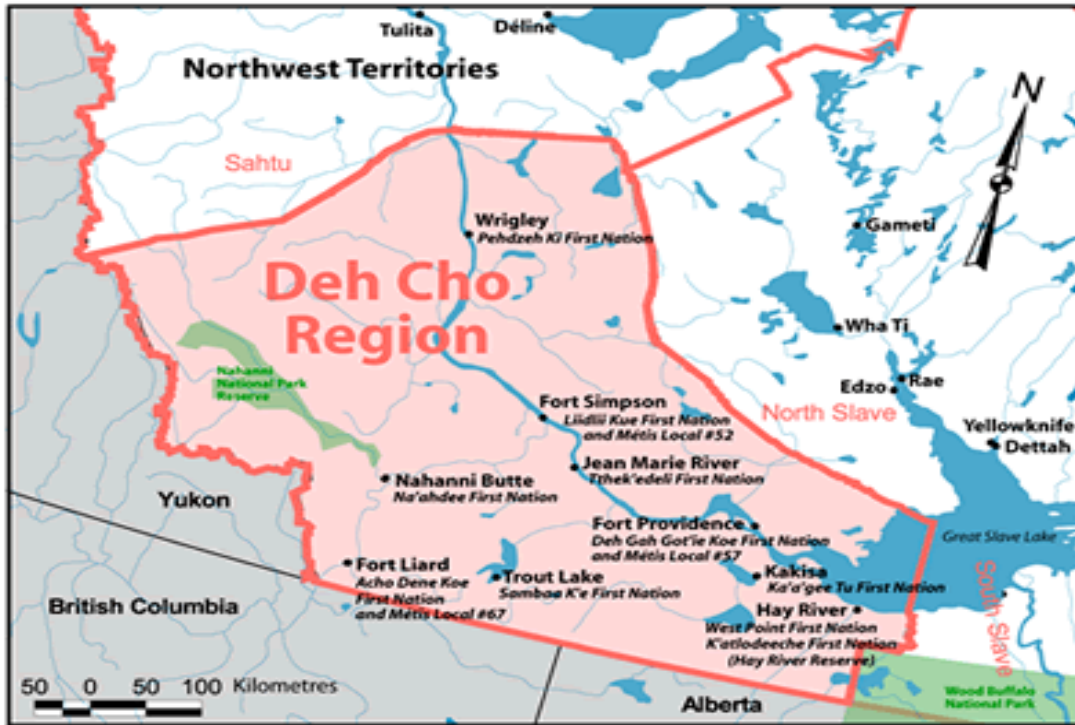 Tulita
Déline
Northwest Territories
N
Sahtu
Wrigley
Pehdzeh Ki First Nation
Gameti
Deh Cho
Region
Wha Ti
Nahanni
National Park
Reserve
Rae
Edzo
Fort Simpson
Liidlii Kue First Nation
and Métis Local #52
North Slave
Yellowknife
Dettah
Jean Marie River
Tthek'edeli First Nation
Nahanni Butte
Na'ahdee First Nation
Yukon
Fort Providence
Deh Gah Got'ie Koe First Nation
and Métis Local #57
Great Slave Lake
Fort Liard
Acho Dene Koe
First Nation
and Métis Local #67
Trout Lake
Sambaa K'e First Nation
Kakisa
Ka'a'gee Tu First Nation
South Slave
British Columbia
Hay River
West Point First Nation
K'atlodeeche First Nation
(Hay River Reserve)
50 0 50 100 Kilometres
Alberta
Wood Buffalo
National Park